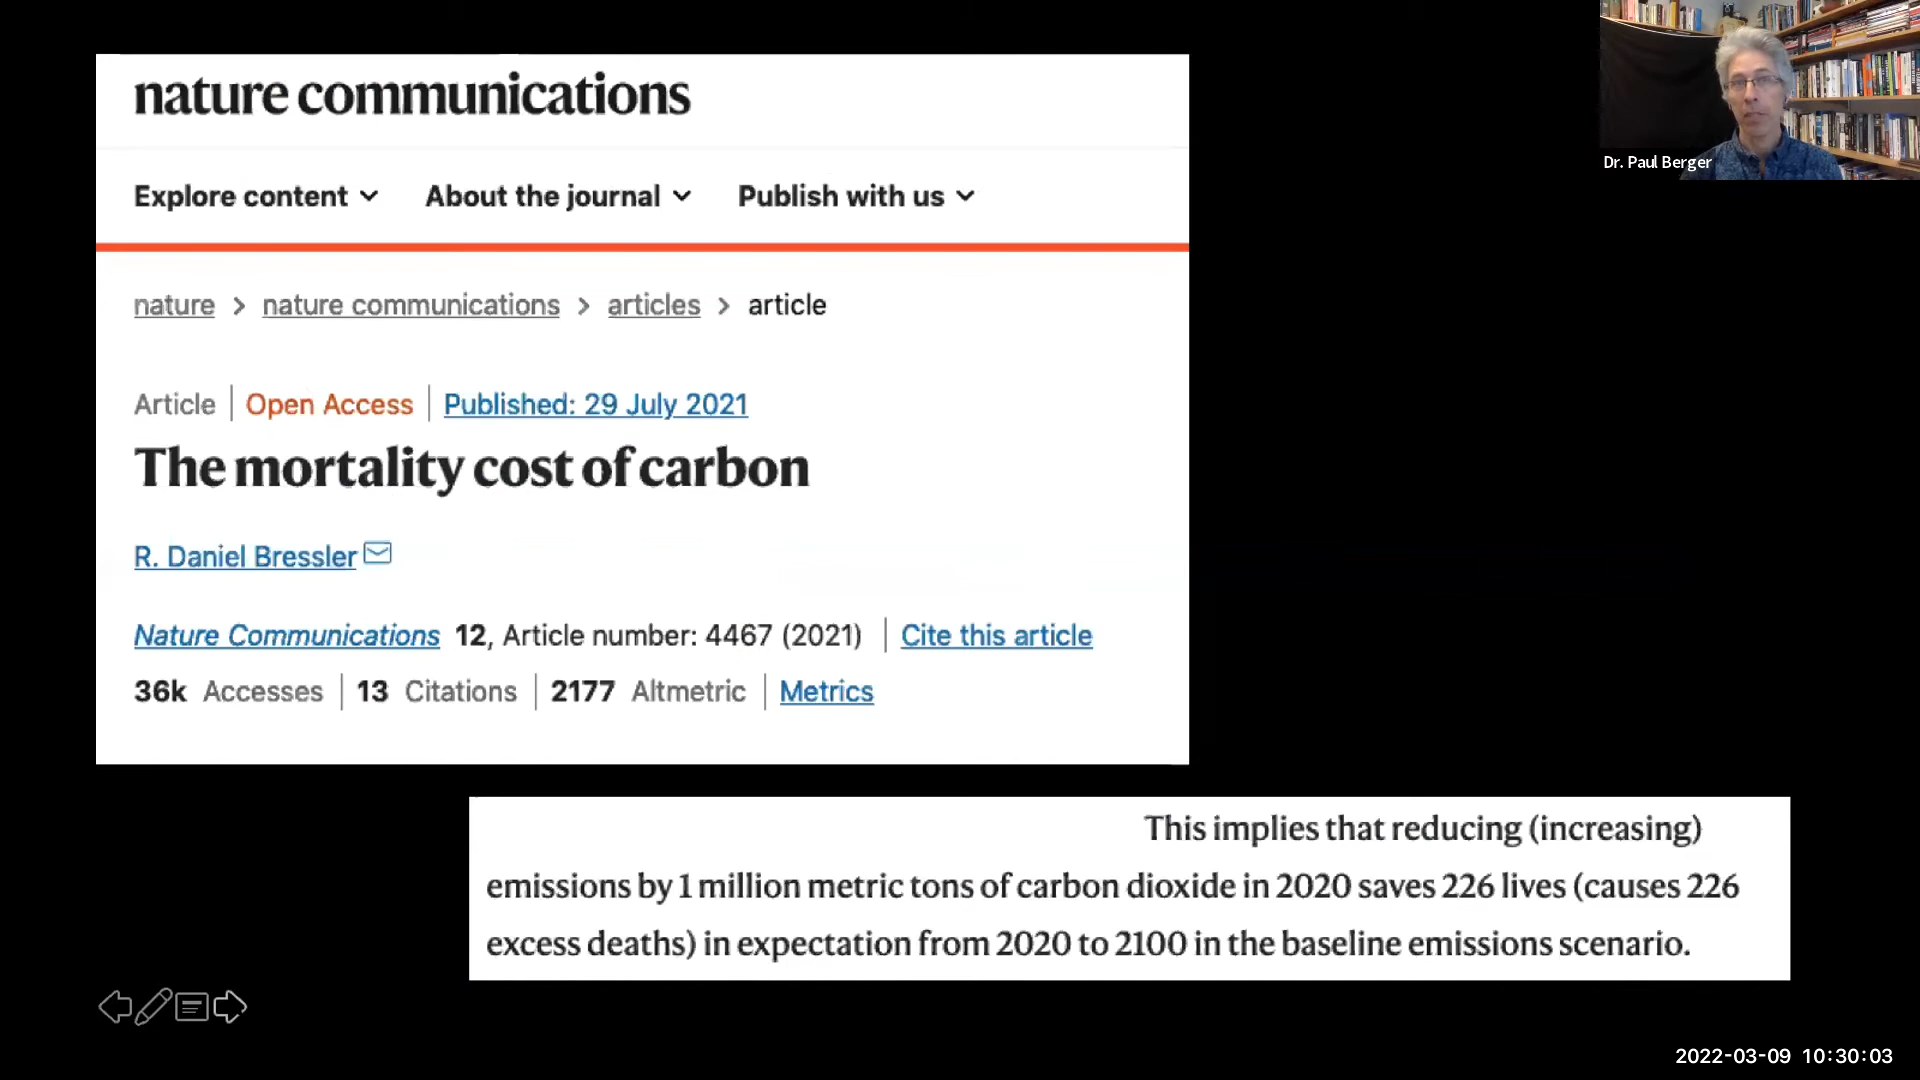 nature communications
Explore content About the journal Publish with us
nature > nature communications > articles > article
Article | Open Access | Published: 29 July 2021
The mortality cost of carbon
R. Daniel Bressler
Nature Communications 12, Article number: 4467 (2021) | Cite this article
36k Accesses | 13 Citations | 2177 Altmetric | Metrics
This implies that reducing (increasing)
emissions by 1 million metric tons of carbon dioxide in 2020 saves 226 lives (causes 226
excess deaths) in expectation from 2020 to 2100 in the baseline emissions scenario.
Dr. Paul Berger
2022-03-09 10:30:03